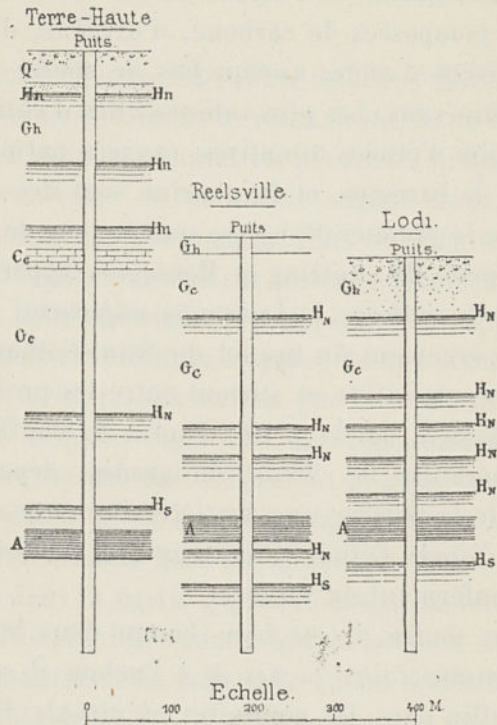 Terre-Haute
Puits.
Q
Hn
Hn
Gh
Hn
Hn
Cc
Gc
HN
HS
A
Reelsville
Puits
Gh
Gc
HN
Gc
HN
HN
A
HN
HS
Lodi.
Puits.
Gh
HN
Gc
HN
HN
HN
HN
A
HS
Echelle.
0 100 200 300 400 M.